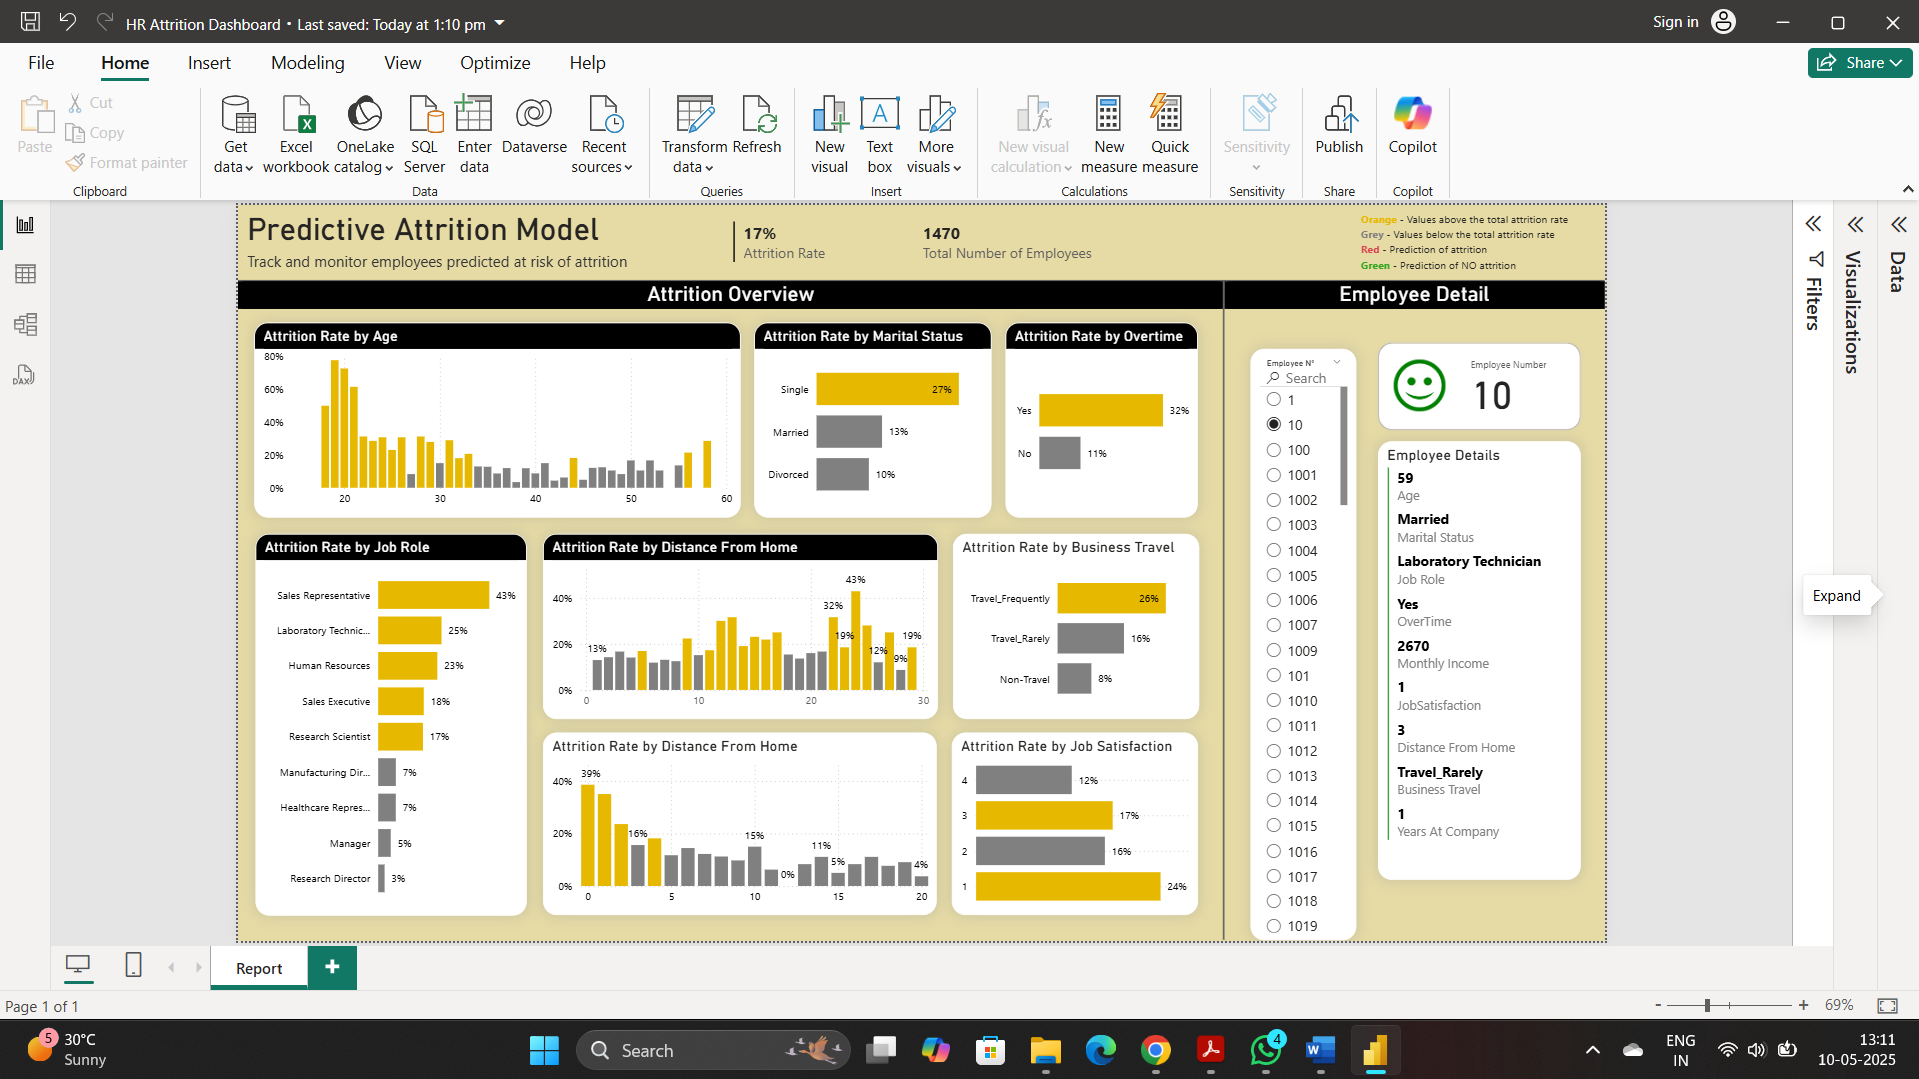 HR Attrition Dashboard • Last saved: Today at 1:10 pm
Sign in
File Home Insert Modeling View Optimize Help
Share
Paste
Cut
Copy
Format painter
Clipboard
Get data
Excel workbook
OneLake catalog
SQL Server
Enter data
Dataverse
Recent sources
Data
Transform data
Refresh
Queries
New visual
Text box
More visuals
Insert
New visual calculation
New measure
Quick measure
Calculations
Sensitivity
Sensitivity
Publish
Share
Copilot
Copilot
DAX
Predictive Attrition Model
Track and monitor employees predicted at risk of attrition
17%
Attrition Rate
1470
Total Number of Employees
Orange - Values above the total attrition rate
Grey - Values below the total attrition rate
Red - Prediction of attrition
Green - Prediction of NO attrition
Attrition Overview
Employee Detail
Attrition Rate by Age
80%
60%
40%
20%
0%
20 30 40 50 60
Attrition Rate by Marital Status
Single 27%
Married 13%
Divorced 10%
Attrition Rate by Overtime
Yes 32%
No 11%
Attrition Rate by Job Role
Sales Representative 43%
Laboratory Technic... 25%
Human Resources 23%
Sales Executive 18%
Research Scientist 17%
Manufacturing Dir... 7%
Healthcare Repres... 7%
Manager 5%
Research Director 3%
Attrition Rate by Distance From Home
40%
20%
0%
13% 32% 19% 43% 12% 9% 19%
0 10 20 30
Attrition Rate by Business Travel
Travel_Frequently 26%
Travel_Rarely 16%
Non-Travel 8%
Attrition Rate by Distance From Home
40%
20%
0%
39% 16% 15% 0% 11% 5% 4%
0 5 10 15 20
Attrition Rate by Job Satisfaction
4 12%
3 17%
2 16%
1 24%
Employee N°
Search
1
10
100
1001
1002
1003
1004
1005
1006
1007
1009
101
1010
1011
1012
1013
1014
1015
1016
1017
1018
1019
Employee Number
10
Employee Details
59
Age
Married
Marital Status
Laboratory Technician
Job Role
Yes
OverTime
2670
Monthly Income
1
JobSatisfaction
3
Distance From Home
Travel_Rarely
Business Travel
1
Years At Company
Filters
Visualizations
Data
Expand
Report
Page 1 of 1
- + 69%
5
30°C
Sunny
Search
4
ENG
IN
13:11
10-05-2025